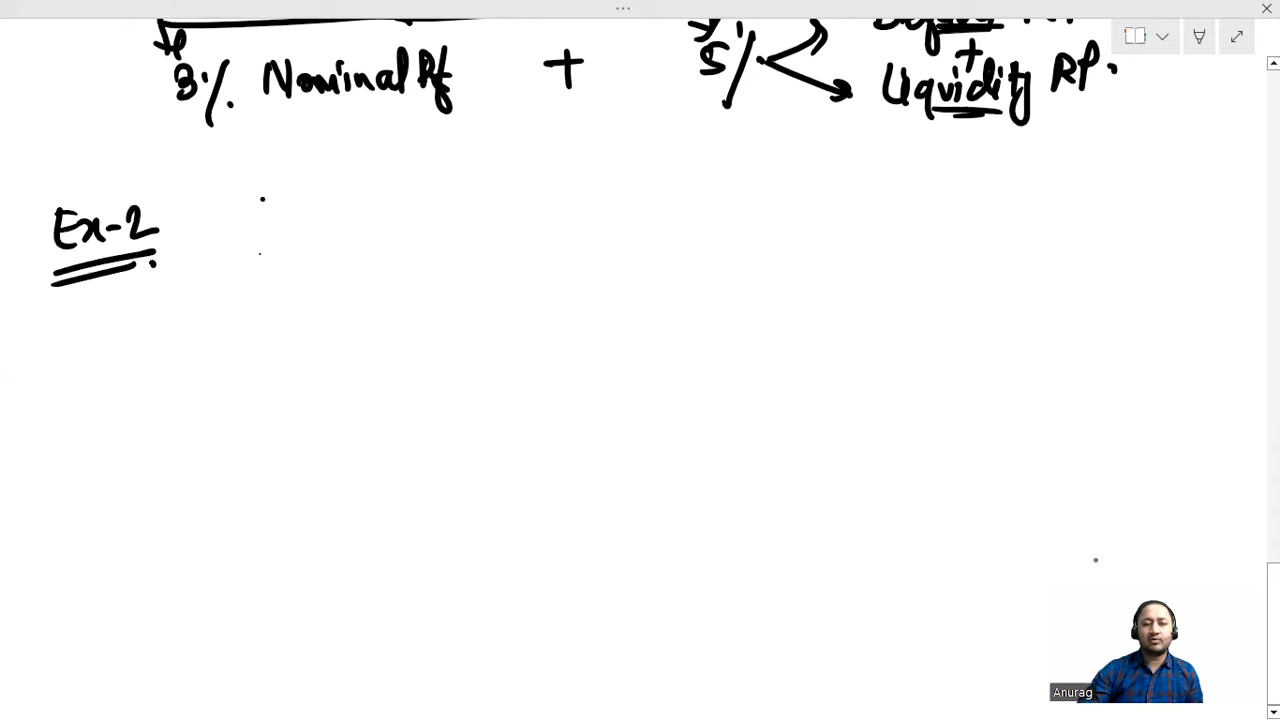 3% Nominal Rf + 5% Liquidity RP.
+
Ex-2
Anurag